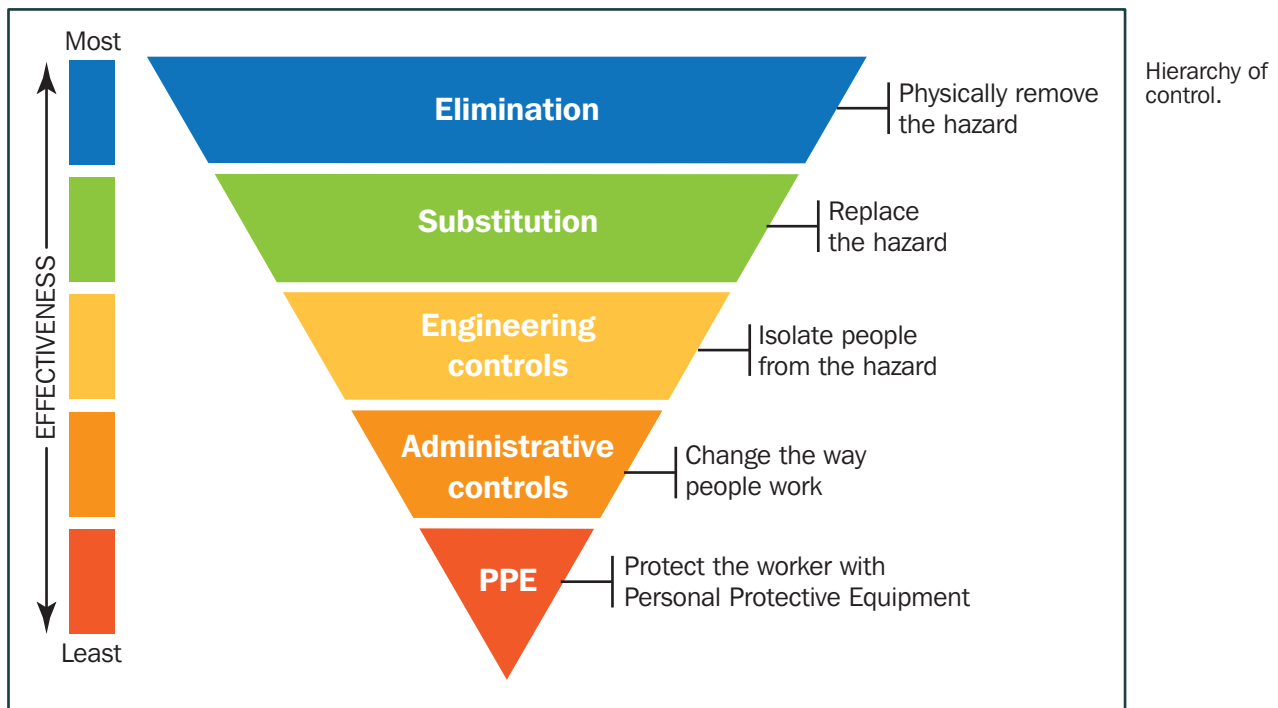 Most
Elimination
Physically remove
the hazard
Hierarchy of
control.
Substitution
Replace
the hazard
EFFECTIVENESS
Engineering
controls
Isolate people
from the hazard
Administrative
controls
Change the way
people work
PPE
Protect the worker with
Personal Protective Equipment
Least